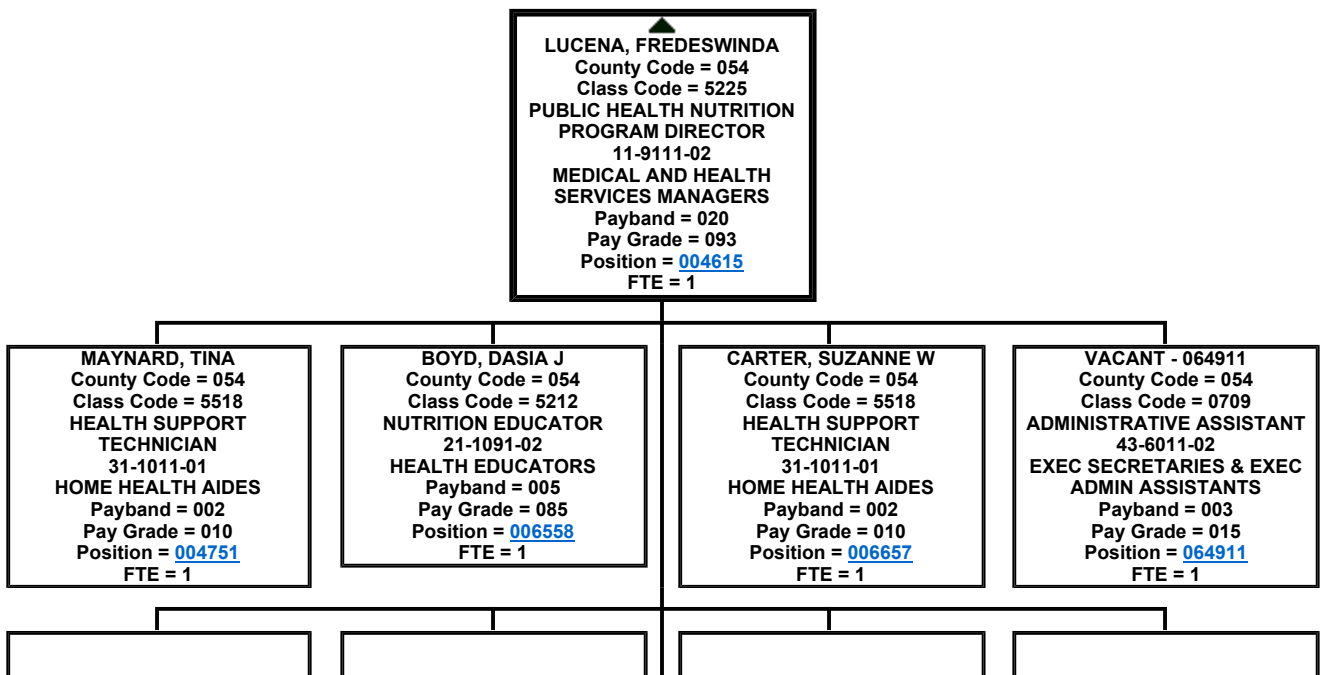 LUCENA, FREDESWINDA
County Code = 054
Class Code = 5225
PUBLIC HEALTH NUTRITION
PROGRAM DIRECTOR
11-9111-02
MEDICAL AND HEALTH
SERVICES MANAGERS
Payband = 020
Pay Grade = 093
Position = 004615
FTE = 1
MAYNARD, TINA
County Code = 054
Class Code = 5518
HEALTH SUPPORT
TECHNICIAN
31-1011-01
HOME HEALTH AIDES
Payband = 002
Pay Grade = 010
Position = 004751
FTE = 1
BOYD, DASIA J
County Code = 054
Class Code = 5212
NUTRITION EDUCATOR
21-1091-02
HEALTH EDUCATORS
Payband = 005
Pay Grade = 085
Position = 006558
FTE = 1
CARTER, SUZANNE W
County Code = 054
Class Code = 5518
HEALTH SUPPORT
TECHNICIAN
31-1011-01
HOME HEALTH AIDES
Payband = 002
Pay Grade = 010
Position = 006657
FTE = 1
VACANT - 064911
County Code = 054
Class Code = 0709
ADMINISTRATIVE ASSISTANT
43-6011-02
EXEC SECRETARIES & EXEC
ADMIN ASSISTANTS
Payband = 003
Pay Grade = 015
Position = 064911
FTE = 1